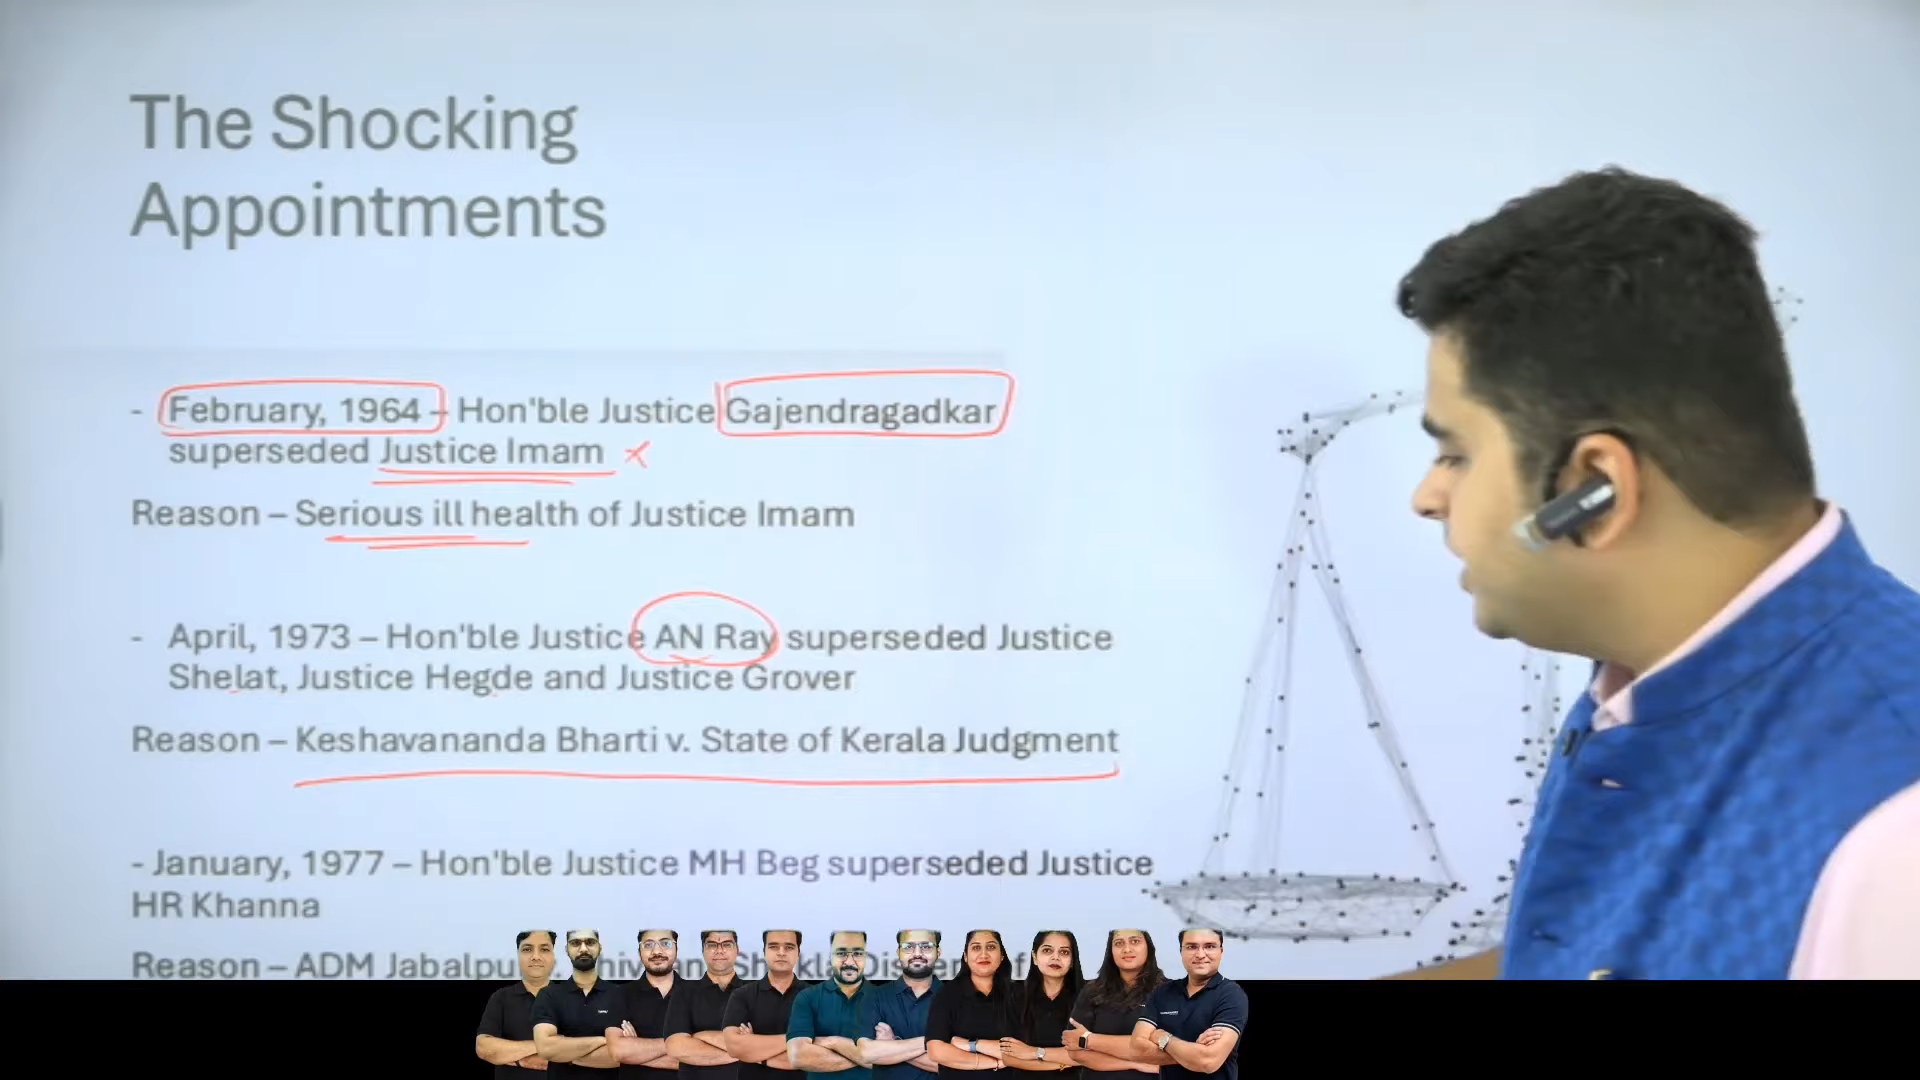 The Shocking
Appointments
- February, 1964 – Hon'ble Justice Gajendragadkar
superseded Justice Imam
Reason – Serious ill health of Justice Imam
- April, 1973 – Hon'ble Justice AN Ray superseded Justice
Shelat, Justice Hegde and Justice Grover
Reason – Keshavananda Bharti v. State of Kerala Judgment
- January, 1977 – Hon'ble Justice MH Beg superseded Justice
HR Khanna
Reason – ADM